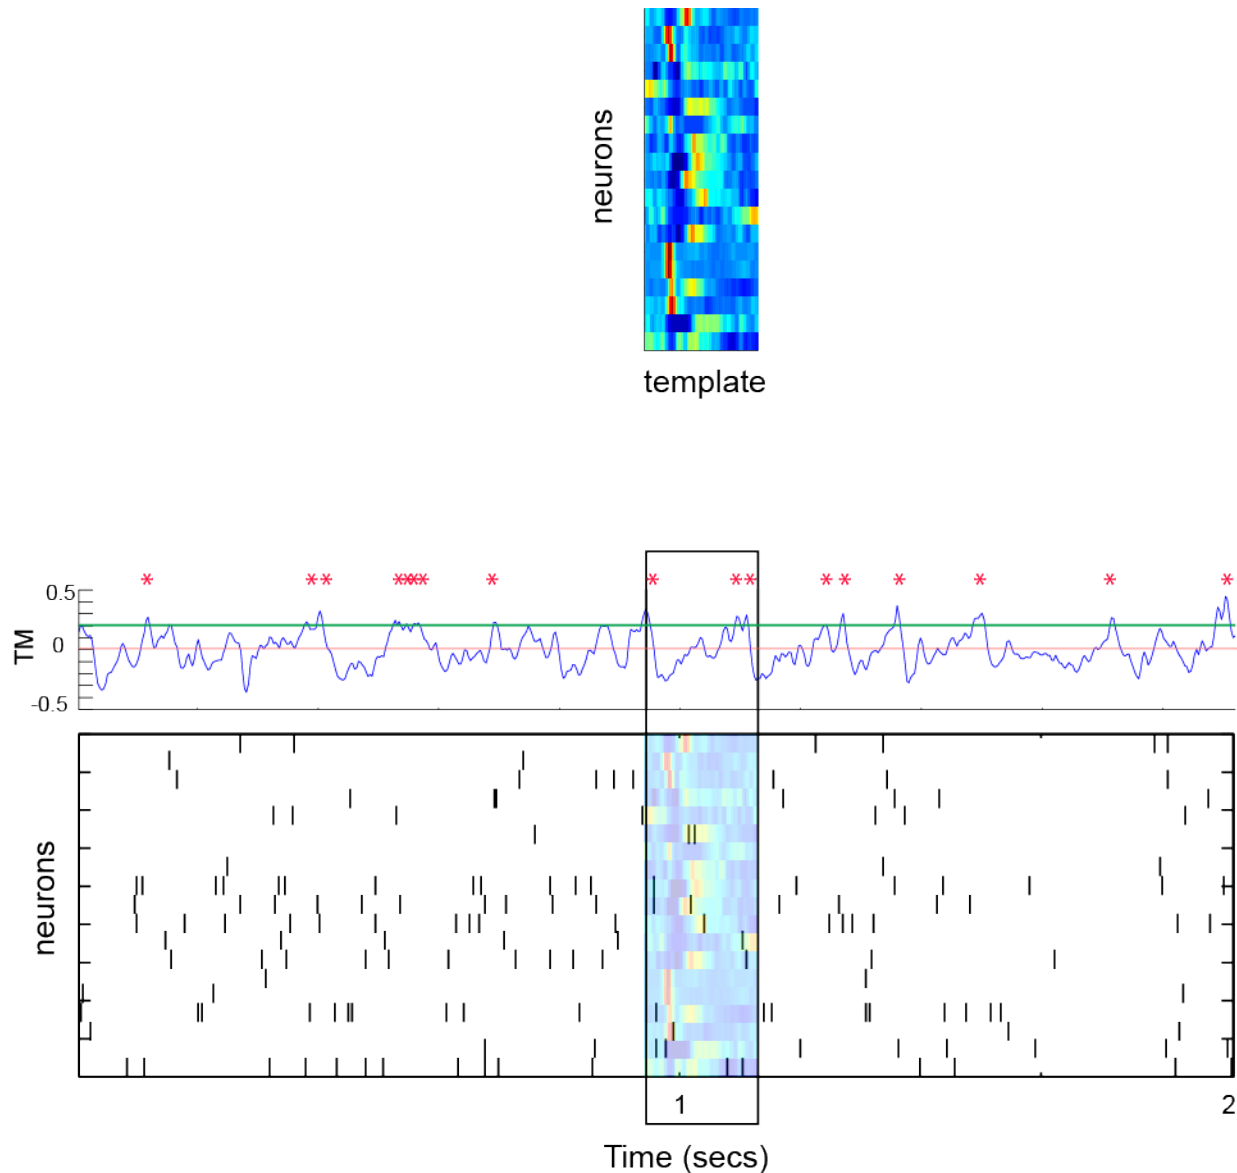 neurons
template
* ** **** * * ** ** * * * *
0.5
TM
0
-0.5
neurons
1
2
Time (secs)